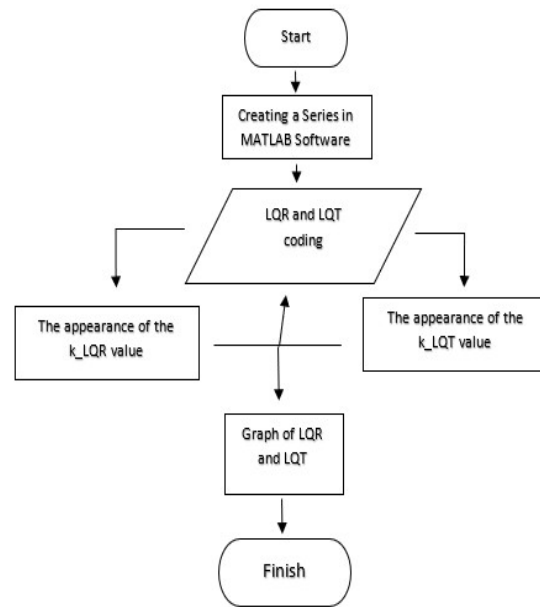 Start
Creating a Series in
MATLAB Software
LQR and LQT
coding
The appearance of the
k_LQR value
The appearance of the
k_LQT value
Graph of LQR
and LQT
Finish